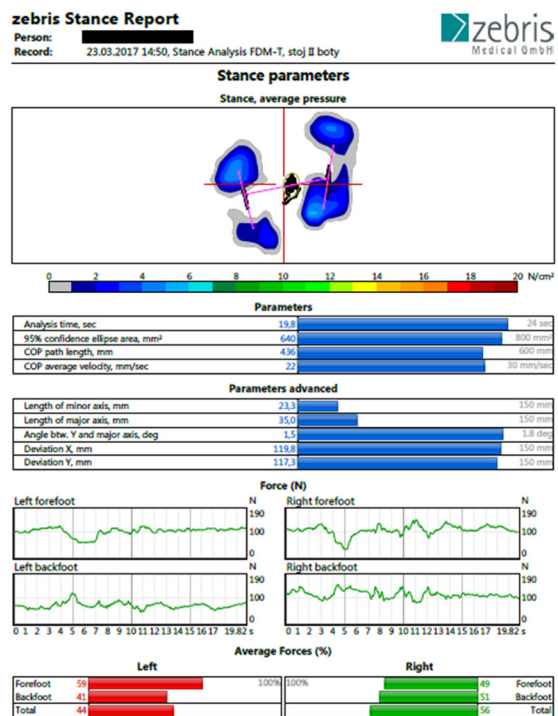 zebris Stance Report
zebris
Medical GmbH
Person:
Record: 23.03.2017 14:50, Stance Analysis FDM-T, stoj II boty
Stance parameters
Stance, average pressure
0 2 4 6 8 10 12 14 16 18 20 N/cm²
Parameters
Analysis time, sec 19,8 24 sec
95% confidence ellipse area, mm² 640 800 mm²
COP path length, mm 436 600 mm
COP average velocity, mm/sec 22 30 mm/sec
Parameters advanced
Length of minor axis, mm 23,3 150 mm
Length of major axis, mm 35,0 150 mm
Angle btw. Y and major axis, deg 1,5 1.8 deg
Deviation X, mm 119,8 150 mm
Deviation Y, mm 117,3 150 mm
Force (N)
Left forefoot N Right forefoot N
190 190
100 100
0 0
Left backfoot N Right backfoot N
190 190
100 100
0 0
0 1 2 3 4 5 6 7 8 9 10 11 12 13 14 15 16 17 19.82 s 0 1 2 3 4 5 6 7 8 9 10 11 12 13 14 15 16 17 19.82 s
Average Forces (%)
Left Right
Forefoot 59 100% 100% 49 Forefoot
Backfoot 41 51 Backfoot
Total 44 56 Total